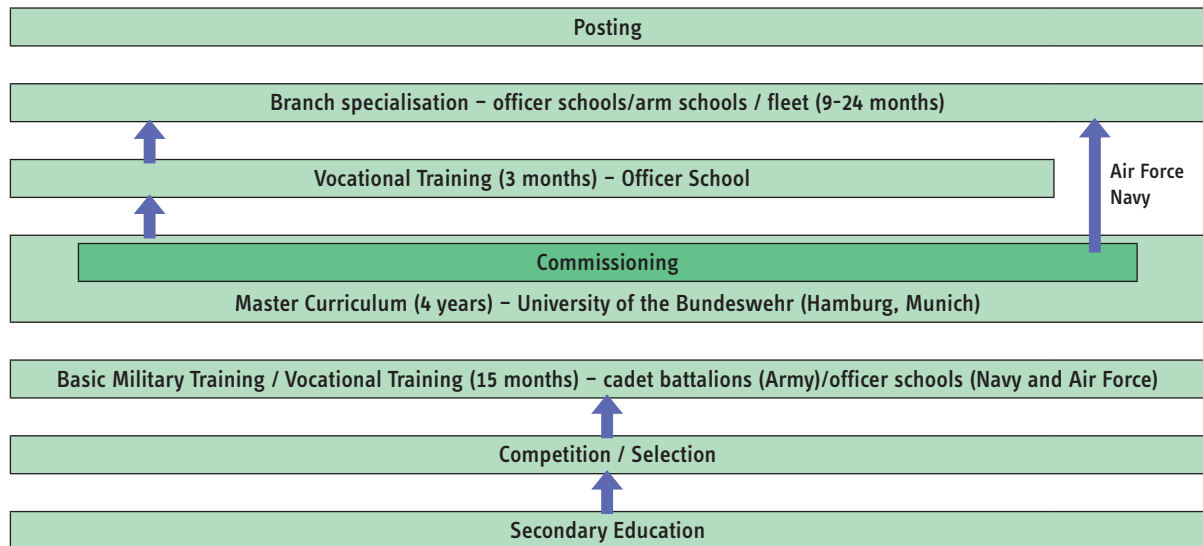 Posting
Branch specialisation – officer schools/arm schools / fleet (9-24 months)
Vocational Training (3 months) – Officer School
Air Force
Navy
Commissioning
Master Curriculum (4 years) – University of the Bundeswehr (Hamburg, Munich)
Basic Military Training / Vocational Training (15 months) – cadet battalions (Army)/officer schools (Navy and Air Force)
Competition / Selection
Secondary Education